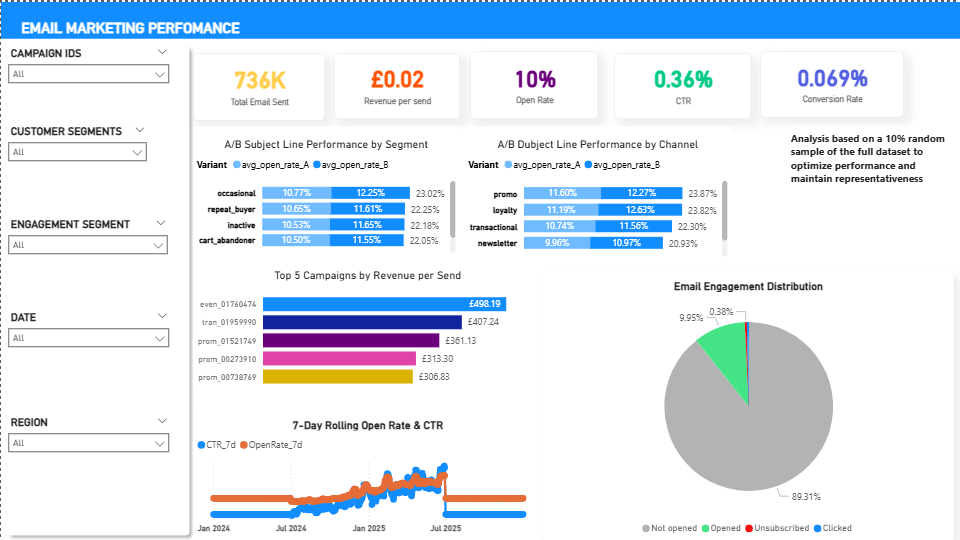 EMAIL MARKETING PERFOMANCE
CAMPAIGN IDS
All
CUSTOMER SEGMENTS
All
ENGAGEMENT SEGMENT
All
DATE
All
REGION
All
736K
Total Email Sent
£0.02
Revenue per send
10%
Open Rate
0.36%
CTR
0.069%
Conversion Rate
A/B Subject Line Performance by Segment
Variant avg_open_rate_A avg_open_rate_B
occasional 10.77% 12.25% 23.02%
repeat_buyer 10.65% 11.61% 22.25%
inactive 10.53% 11.65% 22.18%
cart_abandoner 10.50% 11.55% 22.05%
A/B Dubject Line Performance by Channel
Variant avg_open_rate_A avg_open_rate_B
promo 11.60% 12.27% 23.87%
loyalty 11.19% 12.63% 23.82%
transactional 10.74% 11.56% 22.30%
newsletter 9.96% 10.97% 20.93%
Analysis based on a 10% random
sample of the full dataset to
optimize performance and
maintain representativeness
Top 5 Campaigns by Revenue per Send
even_01760474 £498.19
tran_01959990 £407.24
prom_01521749 £361.13
prom_00273910 £313.30
prom_00738769 £306.83
7-Day Rolling Open Rate & CTR
CTR_7d OpenRate_7d
Jan 2024 Jul 2024 Jan 2025 Jul 2025
Email Engagement Distribution
0.38%
9.95%
89.31%
Not opened Opened Unsubscribed Clicked